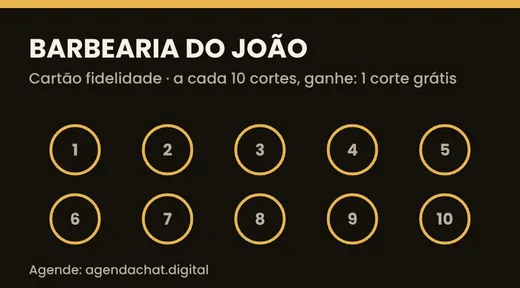 BARBEARIA DO JOÃO
Cartão fidelidade · a cada 10 cortes, ganhe: 1 corte grátis
1 2 3 4 5
6 7 8 9 10
Agende: agendachat.digital